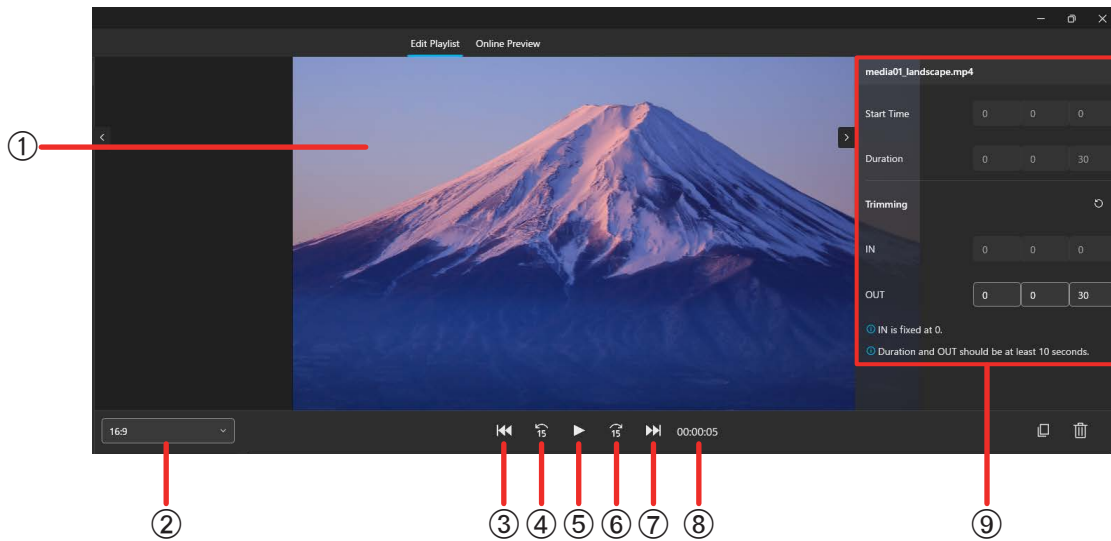 Edit Playlist Online Preview
media01_landscape.mp4
Start Time 0 0 0
Duration 0 0 30
Trimming
IN 0 0 0
OUT 0 0 30
IN is fixed at 0.
Duration and OUT should be at least 10 seconds.
①
16:9 15 15 00:00:05
② ③ ④ ⑤ ⑥ ⑦ ⑧ ⑨